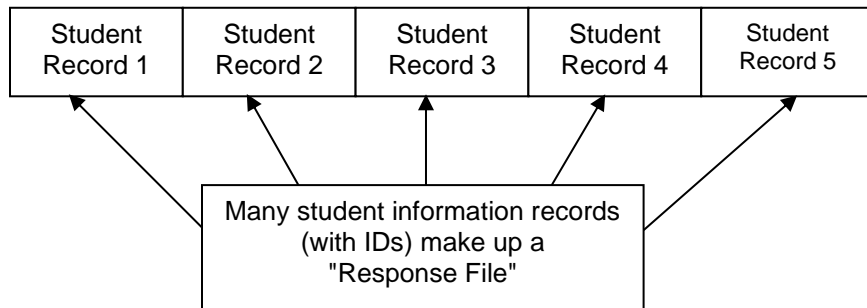 Student
Record 1
Student
Record 2
Student
Record 3
Student
Record 4
Student
Record 5
Many student information records
(with IDs) make up a
"Response File"